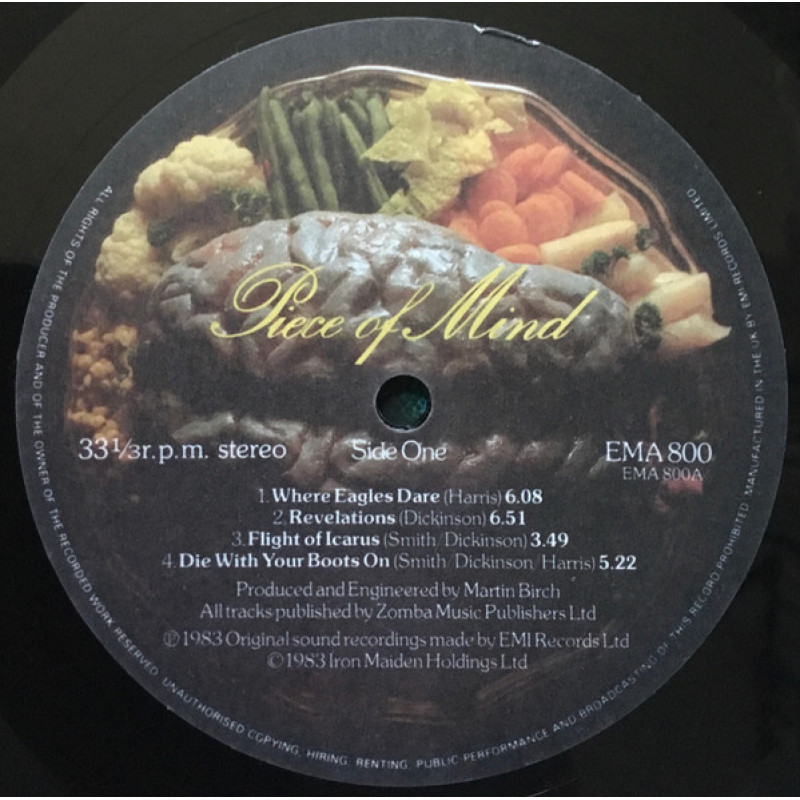 Piece of Mind
33⅓r.p.m. stereo
Side One
EMA 800
EMA 800A
1. Where Eagles Dare (Harris) 6.08
2. Revelations (Dickinson) 6.51
3. Flight of Icarus (Smith/Dickinson) 3.49
4. Die With Your Boots On (Smith/Dickinson/Harris) 5.22
Produced and Engineered by Martin Birch
All tracks published by Zomba Music Publishers Ltd
℗ 1983 Original sound recordings made by EMI Records Ltd
© 1983 Iron Maiden Holdings Ltd
ALL RIGHTS OF THE PRODUCER AND OF THE OWNER OF THE RECORDED WORK RESERVED. UNAUTHORISED COPYING, HIRING, RENTING, PUBLIC PERFORMANCE AND BROADCASTING OF THIS RECORD PROHIBITED. MANUFACTURED IN THE UK BY EMI RECORDS LIMITED